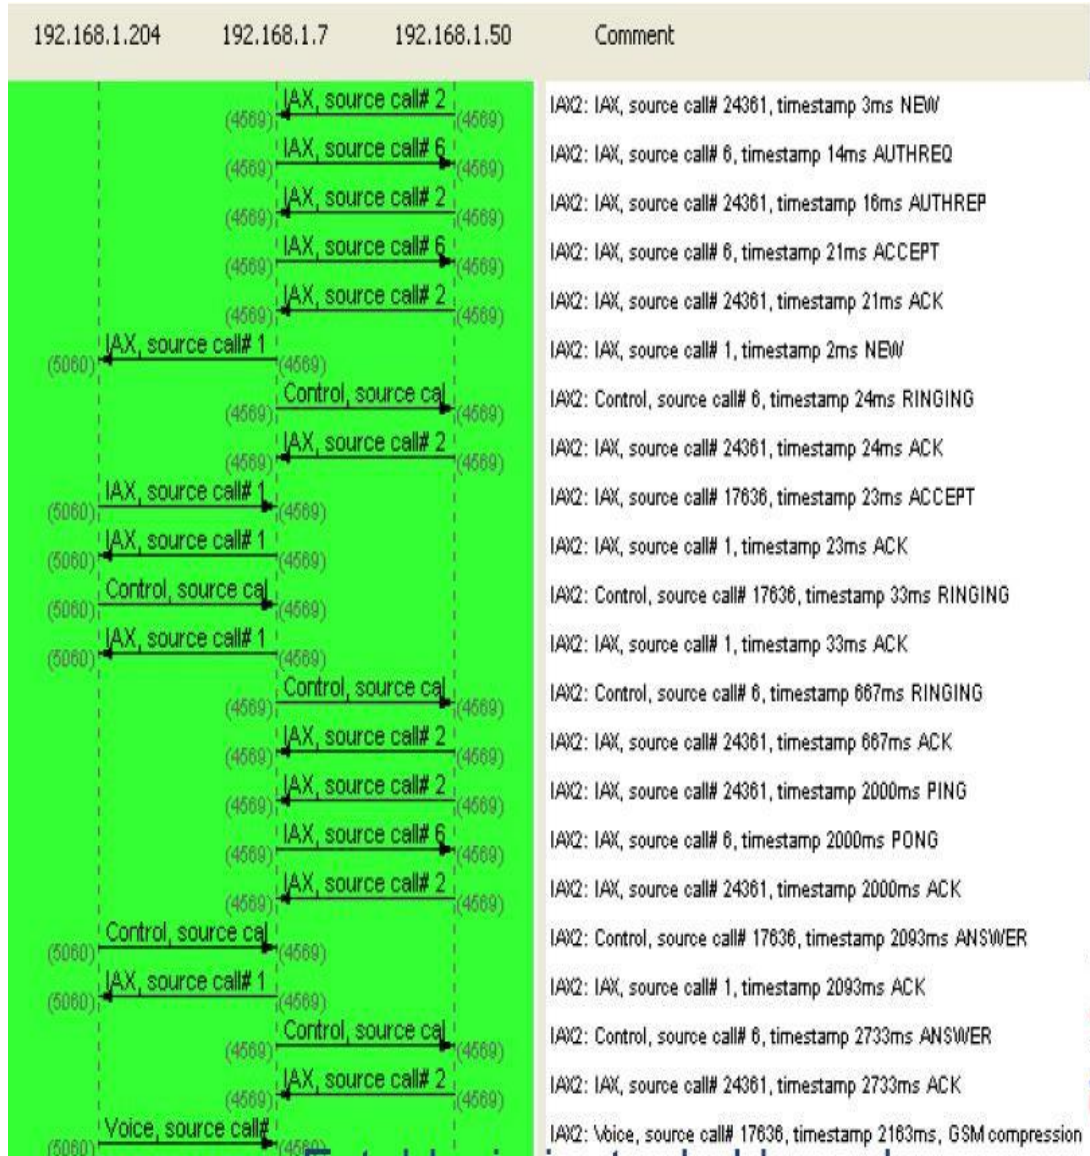 192.168.1.204 192.168.1.7 192.168.1.50 Comment
IAX, source call# 2 (4569) (4569) IAX2: IAX, source call# 24361, timestamp 3ms NEW
IAX, source call# 6 (4569) (4569) IAX2: IAX, source call# 6, timestamp 14ms AUTHREQ
IAX, source call# 2 (4569) (4569) IAX2: IAX, source call# 24361, timestamp 16ms AUTHREP
IAX, source call# 6 (4569) (4569) IAX2: IAX, source call# 6, timestamp 21ms ACCEPT
IAX, source call# 2 (4569) (4569) IAX2: IAX, source call# 24361, timestamp 21ms ACK
IAX, source call# 1 (5060) (4569) IAX2: IAX, source call# 1, timestamp 2ms NEW
Control, source cal (4569) (4569) IAX2: Control, source call# 6, timestamp 24ms RINGING
IAX, source call# 2 (4569) (4569) IAX2: IAX, source call# 24361, timestamp 24ms ACK
IAX, source call# 1 (5060) (4569) IAX2: IAX, source call# 17636, timestamp 23ms ACCEPT
IAX, source call# 1 (5060) (4569) IAX2: IAX, source call# 1, timestamp 23ms ACK
Control, source cal (5060) (4569) IAX2: Control, source call# 17636, timestamp 33ms RINGING
IAX, source call# 1 (5060) (4569) IAX2: IAX, source call# 1, timestamp 33ms ACK
Control, source cal (4569) (4569) IAX2: Control, source call# 6, timestamp 667ms RINGING
IAX, source call# 2 (4569) (4569) IAX2: IAX, source call# 24361, timestamp 667ms ACK
IAX, source call# 2 (4569) (4569) IAX2: IAX, source call# 24361, timestamp 2000ms PING
IAX, source call# 6 (4569) (4569) IAX2: IAX, source call# 6, timestamp 2000ms PONG
IAX, source call# 2 (4569) (4569) IAX2: IAX, source call# 24361, timestamp 2000ms ACK
Control, source cal (5060) (4569) IAX2: Control, source call# 17636, timestamp 2093ms ANSWER
IAX, source call# 1 (5060) (4569) IAX2: IAX, source call# 1, timestamp 2093ms ACK
Control, source cal (4569) (4569) IAX2: Control, source call# 6, timestamp 2733ms ANSWER
IAX, source call# 2 (4569) (4569) IAX2: IAX, source call# 24361, timestamp 2733ms ACK
Voice, source call# (5060) (4569) IAX2: Voice, source call# 17636, timestamp 2163ms, GSM compression